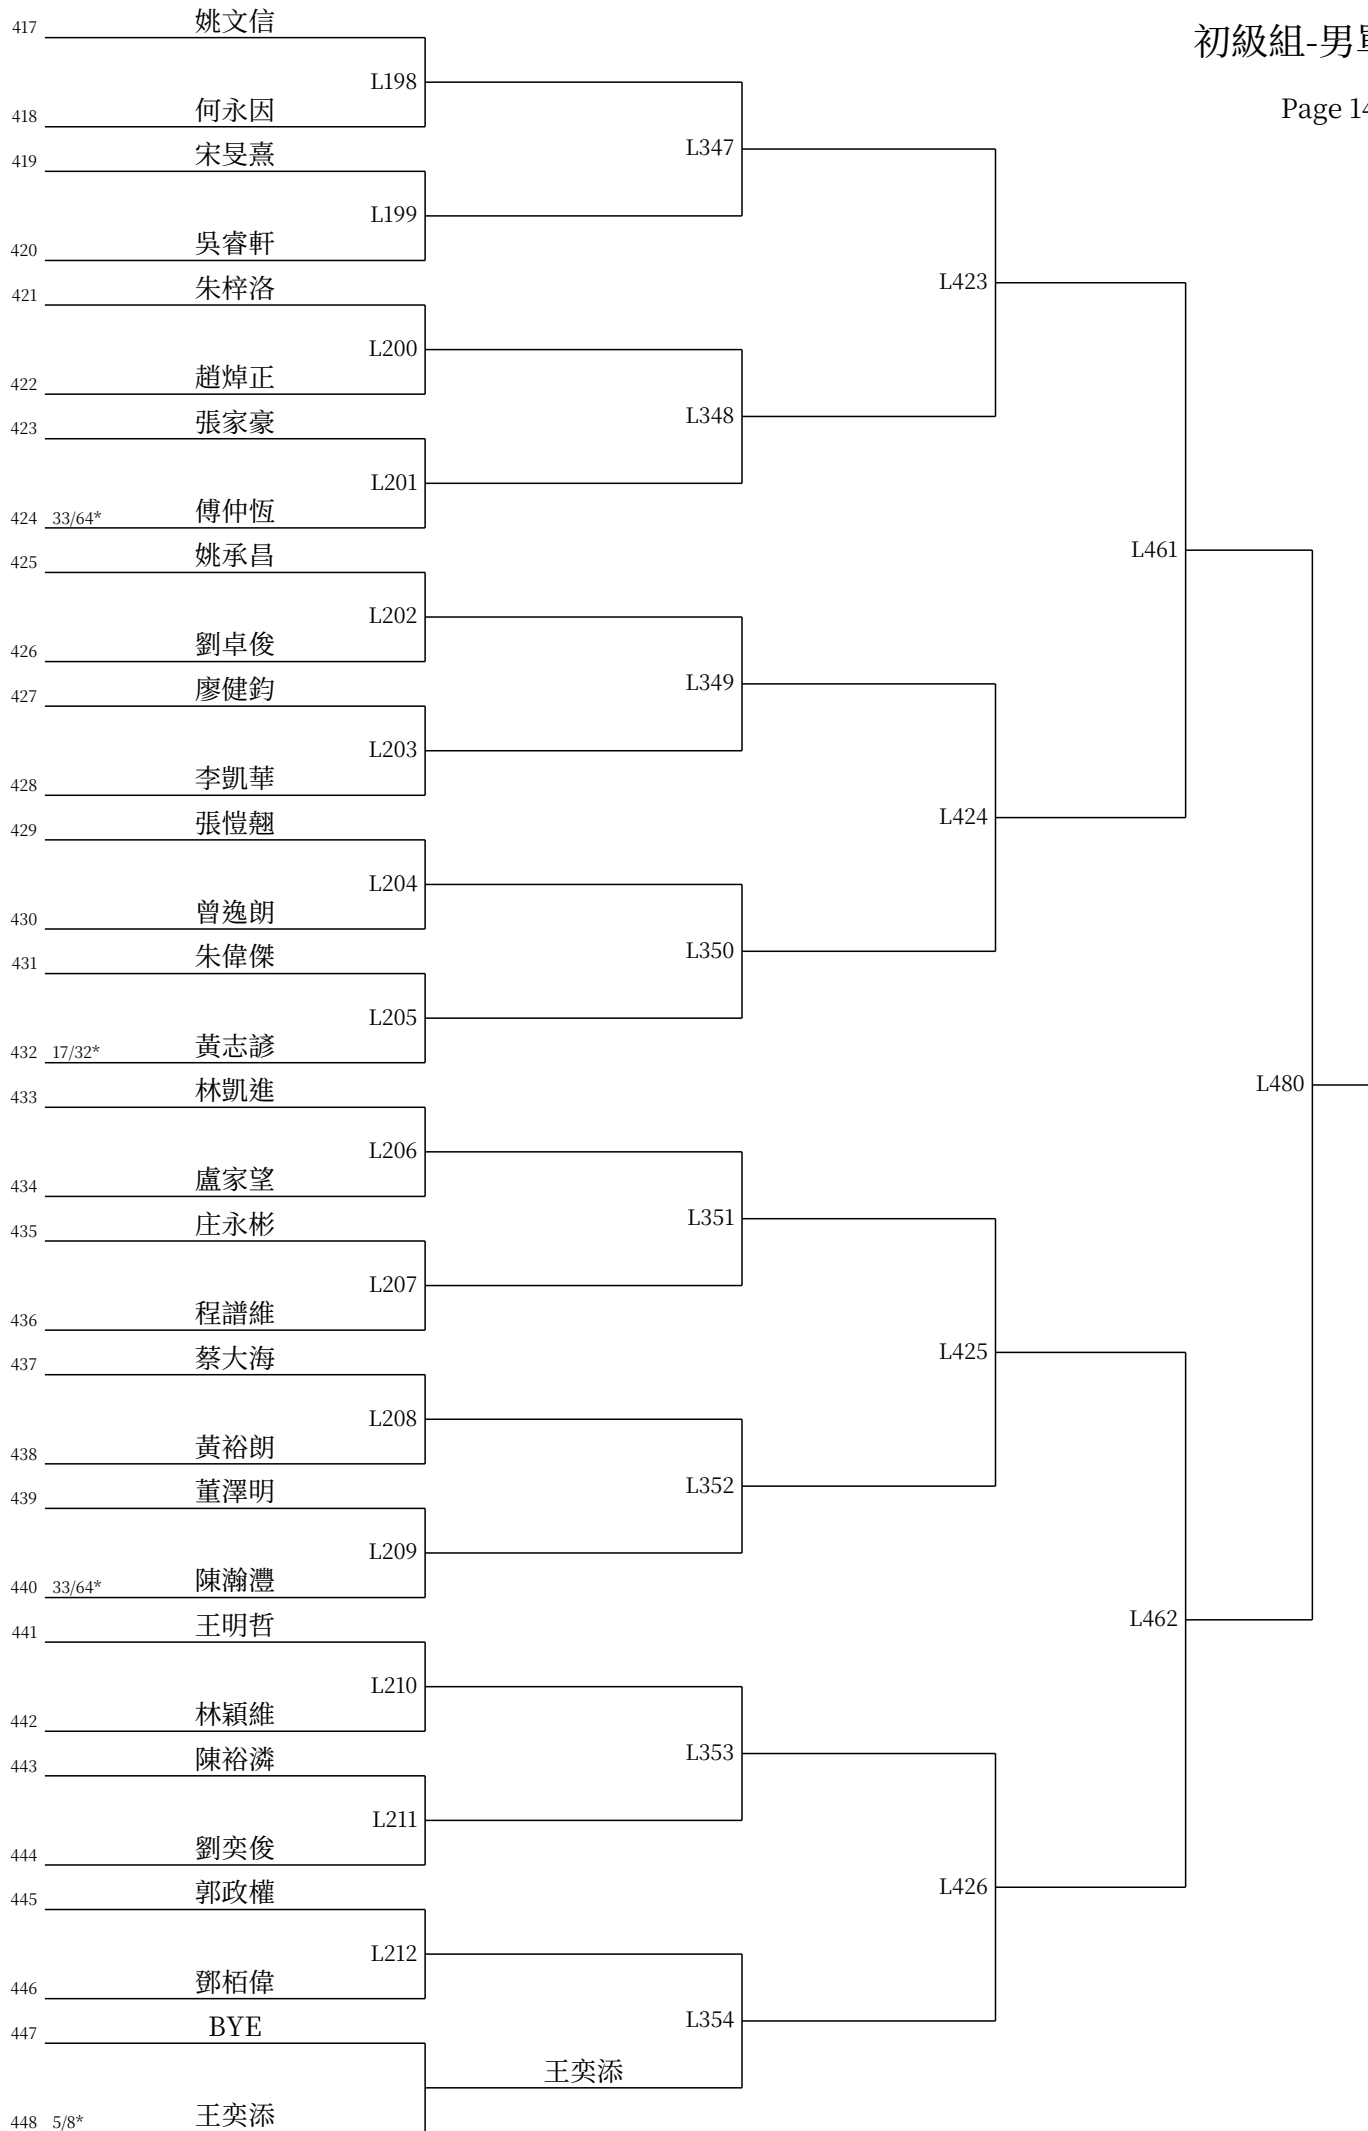 初級組-男
Page 14
417 姚文信
L198
418 何永因
419 宋旻熹
L347
L199
420 吳睿軒
421 朱梓洛
L423
L200
422 趙焯正
423 張家豪
L348
L201
424 33/64* 傅仲恆
425 姚承昌
L461
L202
426 劉卓俊
427 廖健鈞
L349
L203
428 李凱華
429 張愷翹
L424
L204
430 曾逸朗
431 朱偉傑
L350
L205
432 17/32* 黃志諺
433 林凱進
L480
L206
434 盧家望
435 庄永彬
L351
L207
436 程譜維
437 蔡大海
L425
L208
438 黃裕朗
439 董澤明
L352
L209
440 33/64* 陳瀚灃
441 王明哲
L462
L210
442 林穎維
443 陳裕潾
L353
L211
444 劉奕俊
445 郭政權
L426
L212
446 鄧栢偉
447 BYE
L354
王奕添
448 5/8* 王奕添